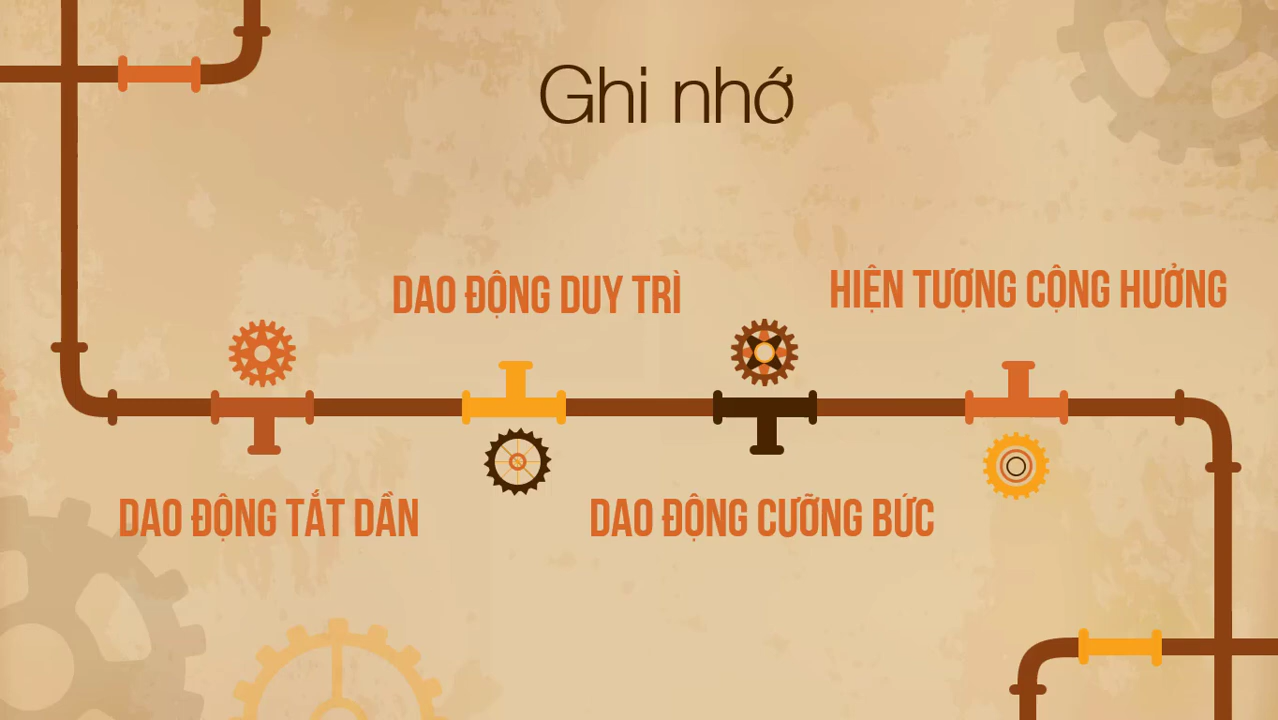 Ghi nhớ
DAO ĐỘNG DUY TRÌ
HIỆN TƯỢNG CỘNG HƯỞNG
DAO ĐỘNG TẮT DẦN
DAO ĐỘNG CƯỠNG BỨC